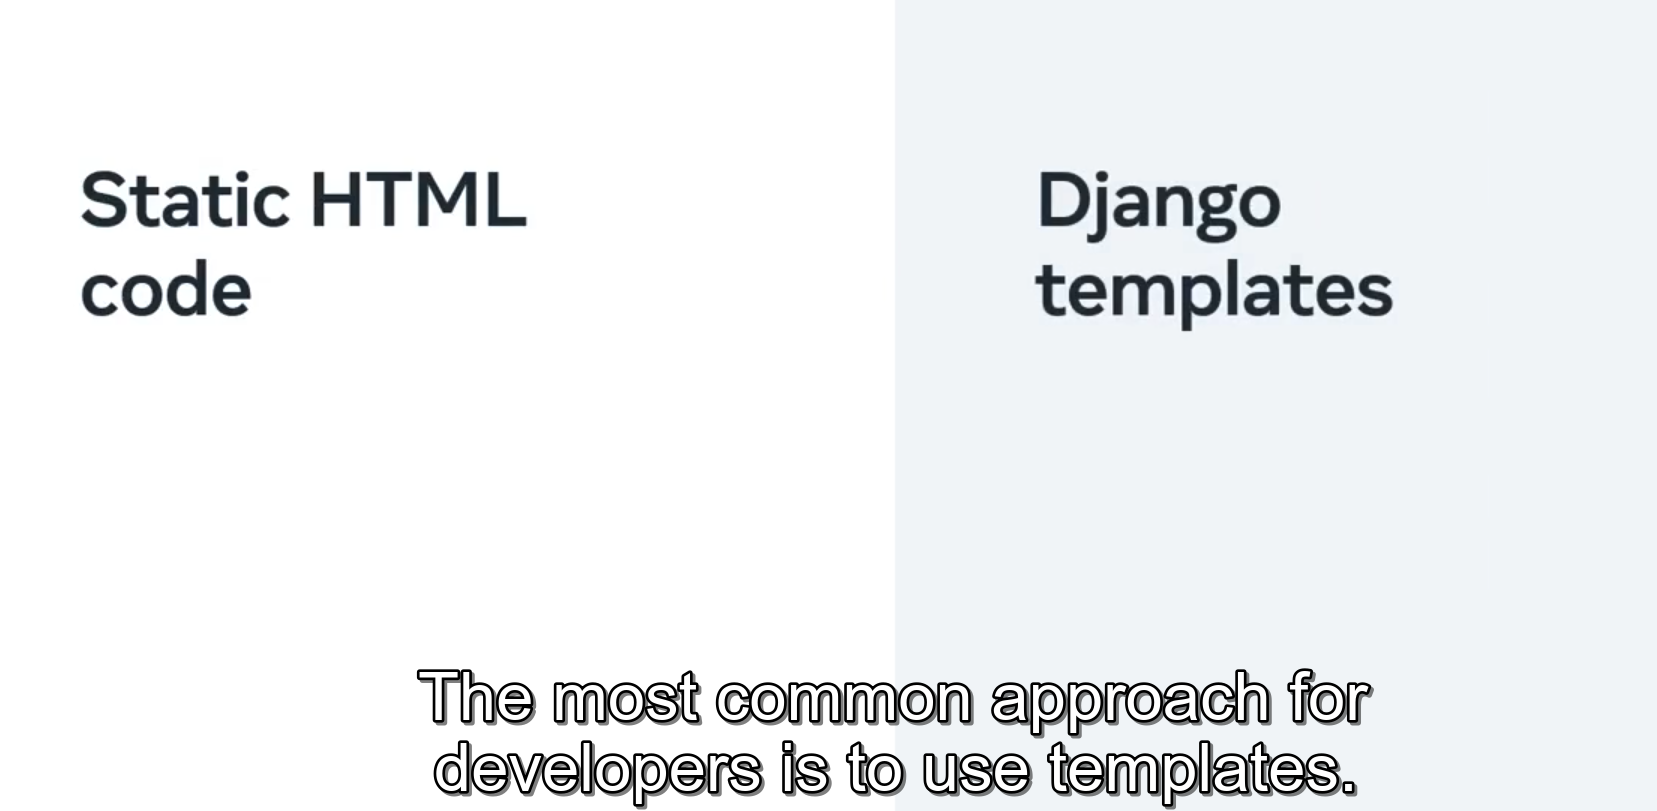 Static HTML
code
Django
templates
The most common approach for
developers is to use templates.